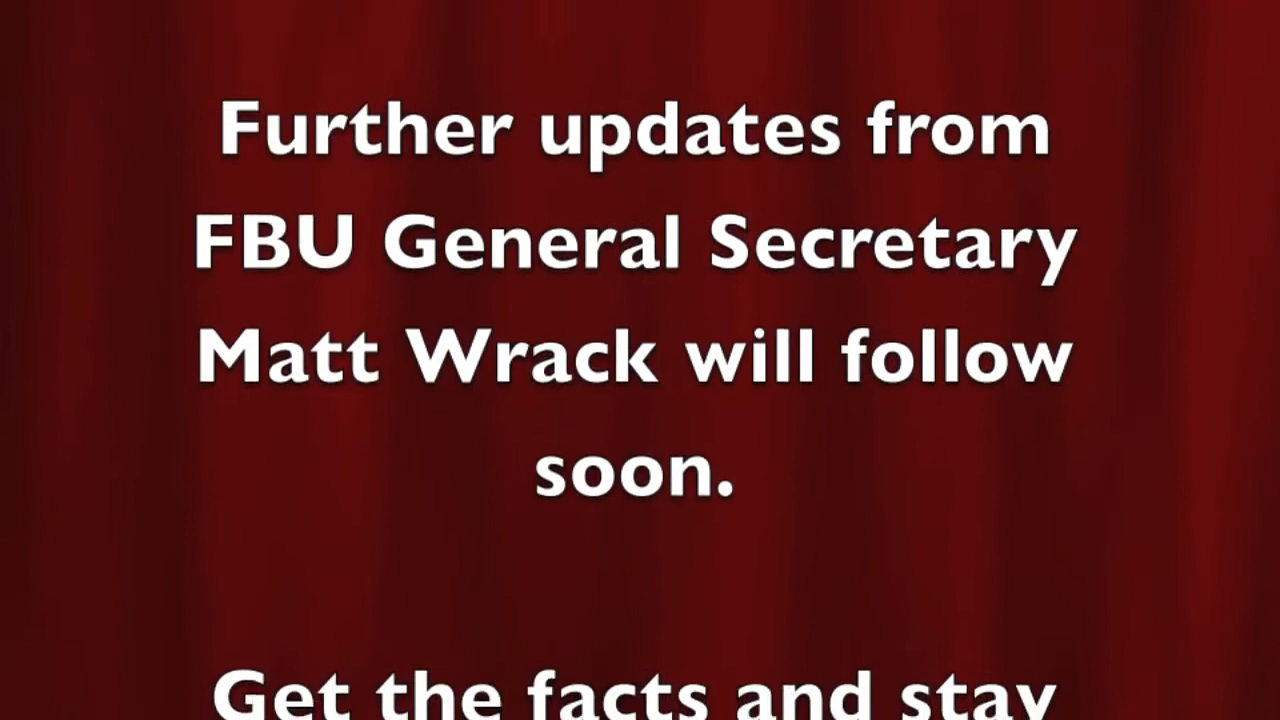 Further updates from
FBU General Secretary
Matt Wrack will follow
soon.
Get the facts and stay